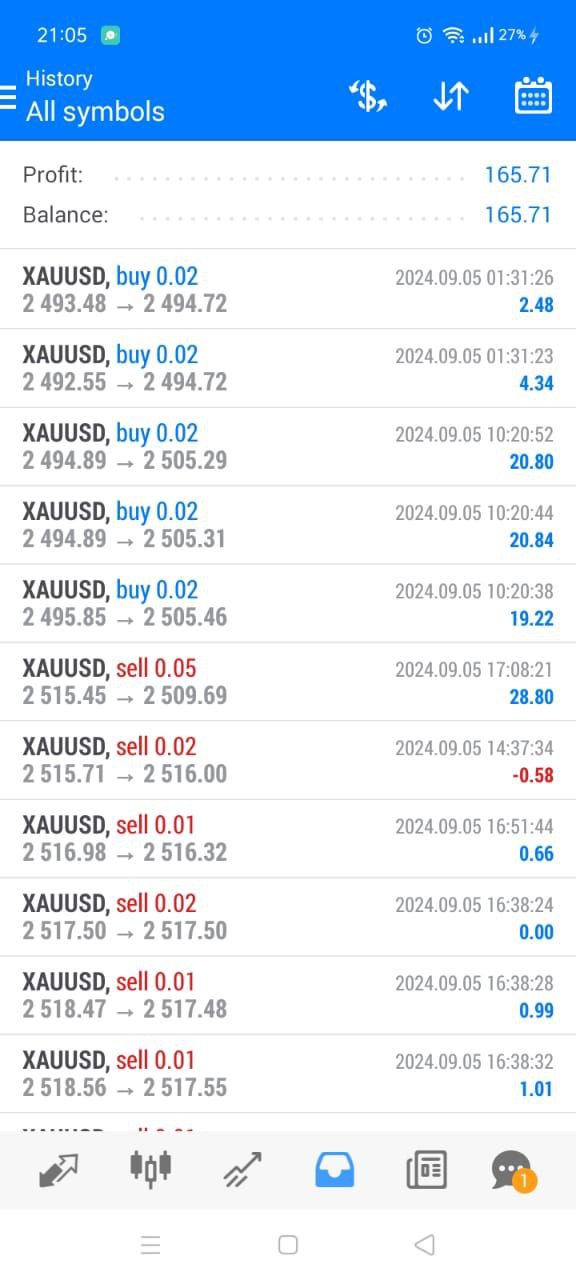 21:05
27%
History
All symbols
Profit: 165.71
Balance: 165.71
XAUUSD, buy 0.02 2024.09.05 01:31:26
2 493.48 → 2 494.72 2.48
XAUUSD, buy 0.02 2024.09.05 01:31:23
2 492.55 → 2 494.72 4.34
XAUUSD, buy 0.02 2024.09.05 10:20:52
2 494.89 → 2 505.29 20.80
XAUUSD, buy 0.02 2024.09.05 10:20:44
2 494.89 → 2 505.31 20.84
XAUUSD, buy 0.02 2024.09.05 10:20:38
2 495.85 → 2 505.46 19.22
XAUUSD, sell 0.05 2024.09.05 17:08:21
2 515.45 → 2 509.69 28.80
XAUUSD, sell 0.02 2024.09.05 14:37:34
2 515.71 → 2 516.00 -0.58
XAUUSD, sell 0.01 2024.09.05 16:51:44
2 516.98 → 2 516.32 0.66
XAUUSD, sell 0.02 2024.09.05 16:38:24
2 517.50 → 2 517.50 0.00
XAUUSD, sell 0.01 2024.09.05 16:38:28
2 518.47 → 2 517.48 0.99
XAUUSD, sell 0.01 2024.09.05 16:38:32
2 518.56 → 2 517.55 1.01
1